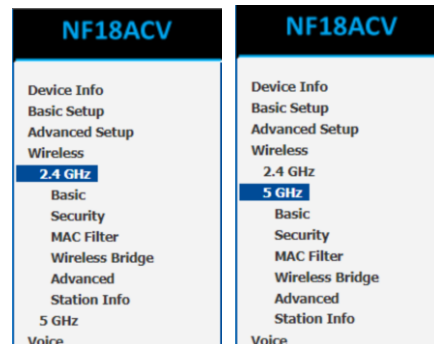 NF18ACV
Device Info
Basic Setup
Advanced Setup
Wireless
2.4 GHz
Basic
Security
MAC Filter
Wireless Bridge
Advanced
Station Info
5 GHz
Voice
NF18ACV
Device Info
Basic Setup
Advanced Setup
Wireless
2.4 GHz
5 GHz
Basic
Security
MAC Filter
Wireless Bridge
Advanced
Station Info
Voice